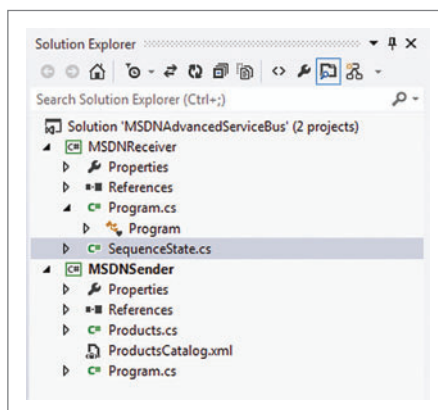 Solution Explorer
Search Solution Explorer (Ctrl+;)
Solution 'MSDNAdvancedServiceBus' (2 projects)
C# MSDNReceiver
Properties
References
C# Program.cs
Program
C# SequenceState.cs
C# MSDNSender
Properties
References
C# Products.cs
ProductsCatalog.xml
C# Program.cs